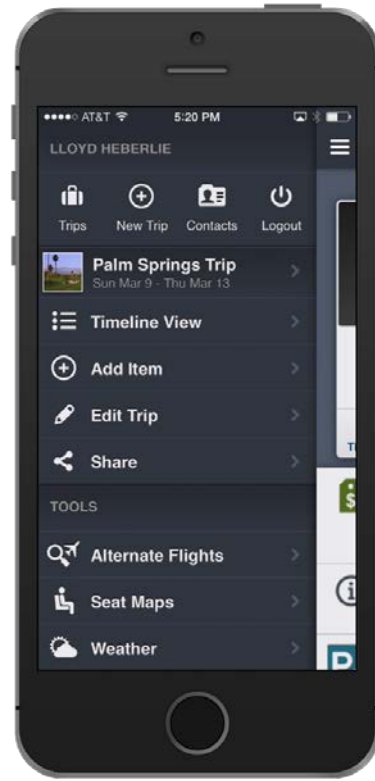 AT&T 5:20 PM
LLOYD HEBERLIE
Trips New Trip Contacts Logout
Palm Springs Trip
Sun Mar 9 - Thu Mar 13
Timeline View
Add Item
Edit Trip
Share
TOOLS
Alternate Flights
Seat Maps
Weather